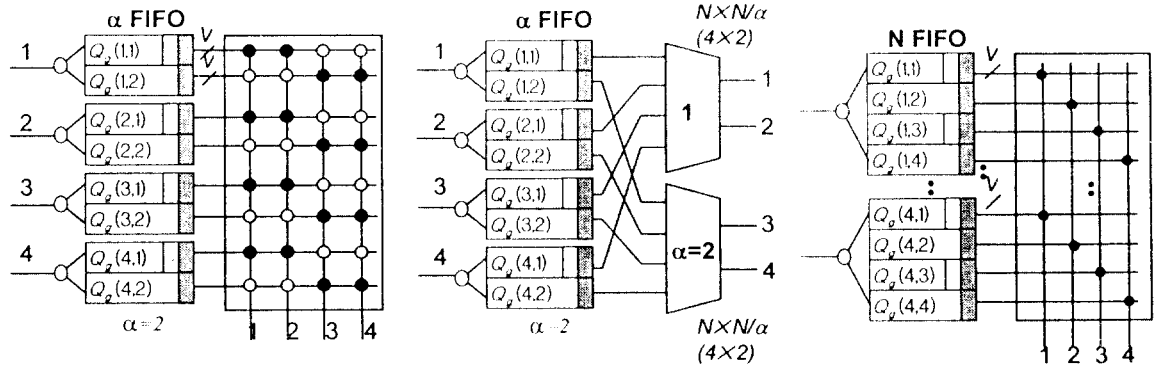 α FIFO
V
V
1
Q_g(1,1)
Q_g(1,2)
2
Q_g(2,1)
Q_g(2,2)
3
Q_g(3,1)
Q_g(3,2)
4
Q_g(4,1)
Q_g(4,2)
α=2
1 2 3 4
α FIFO
N×N/α
(4×2)
1
Q_g(1,1)
Q_g(1,2)
2
Q_g(2,1)
Q_g(2,2)
3
Q_g(3,1)
Q_g(3,2)
4
Q_g(4,1)
Q_g(4,2)
α=2
1
1
2
α=2
3
4
N×N/α
(4×2)
N FIFO
V
Q_g(1,1)
Q_g(1,2)
Q_g(1,3)
Q_g(1,4)
V
Q_g(4,1)
Q_g(4,2)
Q_g(4,3)
Q_g(4,4)
1 2 3 4